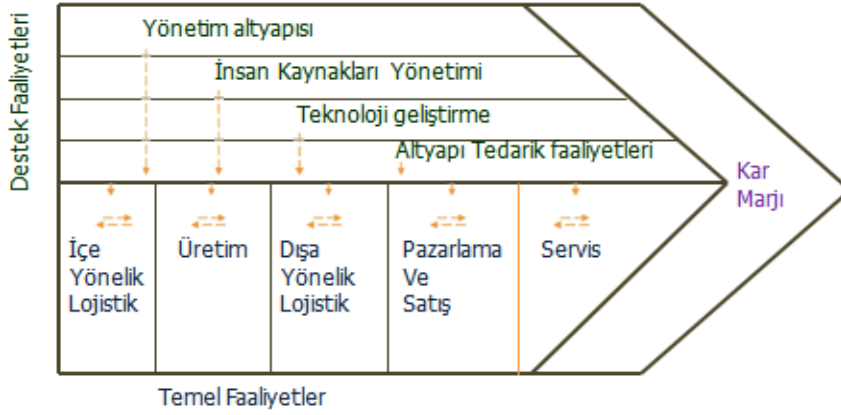 Destek Faaliyetleri
Yönetim altyapısı
İnsan Kaynakları Yönetimi
Teknoloji geliştirme
Altyapı Tedarik faaliyetleri
Kar
Marjı
İçe
Yönelik
Lojistik
Üretim
Dışa
Yönelik
Lojistik
Pazarlama
Ve
Satış
Servis
Temel Faaliyetler